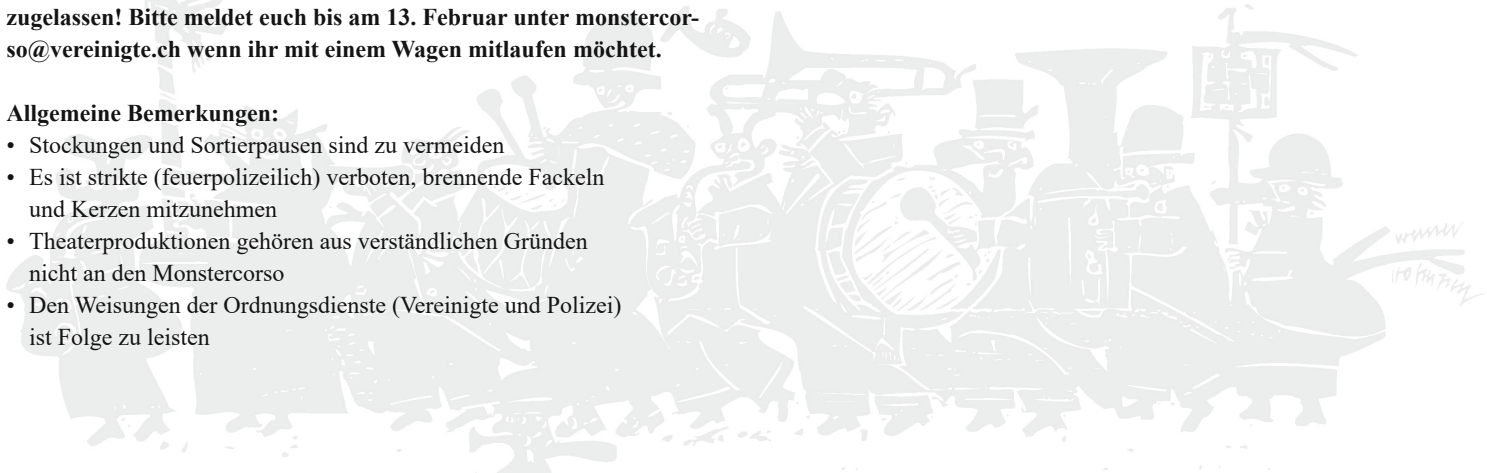 zugelassen! Bitte meldet euch bis am 13. Februar unter monstercor-
so@vereinigte.ch wenn ihr mit einem Wagen mitlaufen möchtet.
Allgemeine Bemerkungen:
• Stockungen und Sortierpausen sind zu vermeiden
• Es ist strikte (feuerpolizeilich) verboten, brennende Fackeln
und Kerzen mitzunehmen
• Theaterproduktionen gehören aus verständlichen Gründen
nicht an den Monstercorso
• Den Weisungen der Ordnungsdienste (Vereinigte und Polizei)
ist Folge zu leisten